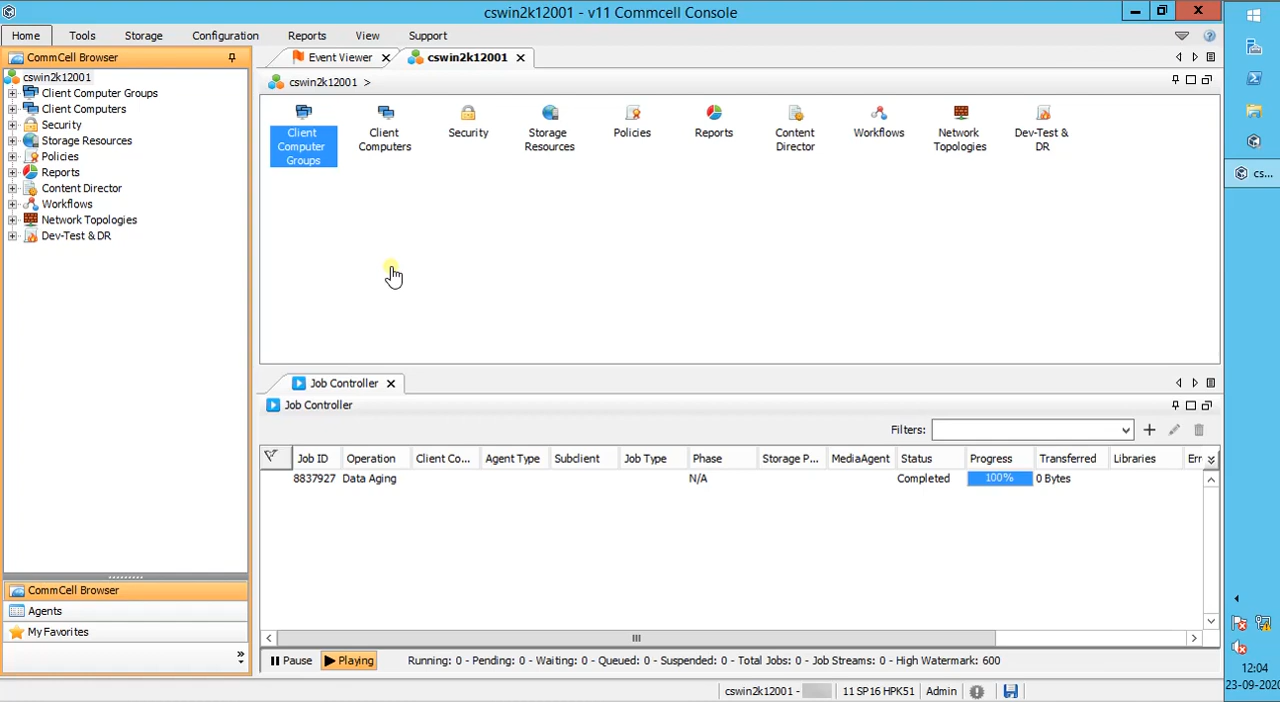 cswin2k12001 - v11 Commcell Console
Home Tools Storage Configuration Reports View Support
CommCell Browser
cswin2k12001
Client Computer Groups
Client Computers
Security
Storage Resources
Policies
Reports
Content Director
Workflows
Network Topologies
Dev-Test & DR
CommCell Browser
Agents
My Favorites
Event Viewer cswin2k12001
cswin2k12001 >
Client Computer Groups
Client Computers
Security
Storage Resources
Policies
Reports
Content Director
Workflows
Network Topologies
Dev-Test & DR
Job Controller
Job Controller
Filters:
Job ID Operation Client Co... Agent Type Subclient Job Type Phase Storage P... MediaAgent Status Progress Transferred Libraries Err
8837927 Data Aging N/A Completed 100% 0 Bytes
Pause Playing Running: 0 - Pending: 0 - Waiting: 0 - Queued: 0 - Suspended: 0 - Total Jobs: 0 - Job Streams: 0 - High Watermark: 600
cswin2k12001 - 11 SP16 HPK51 Admin
cs...
12:04
23-09-2020